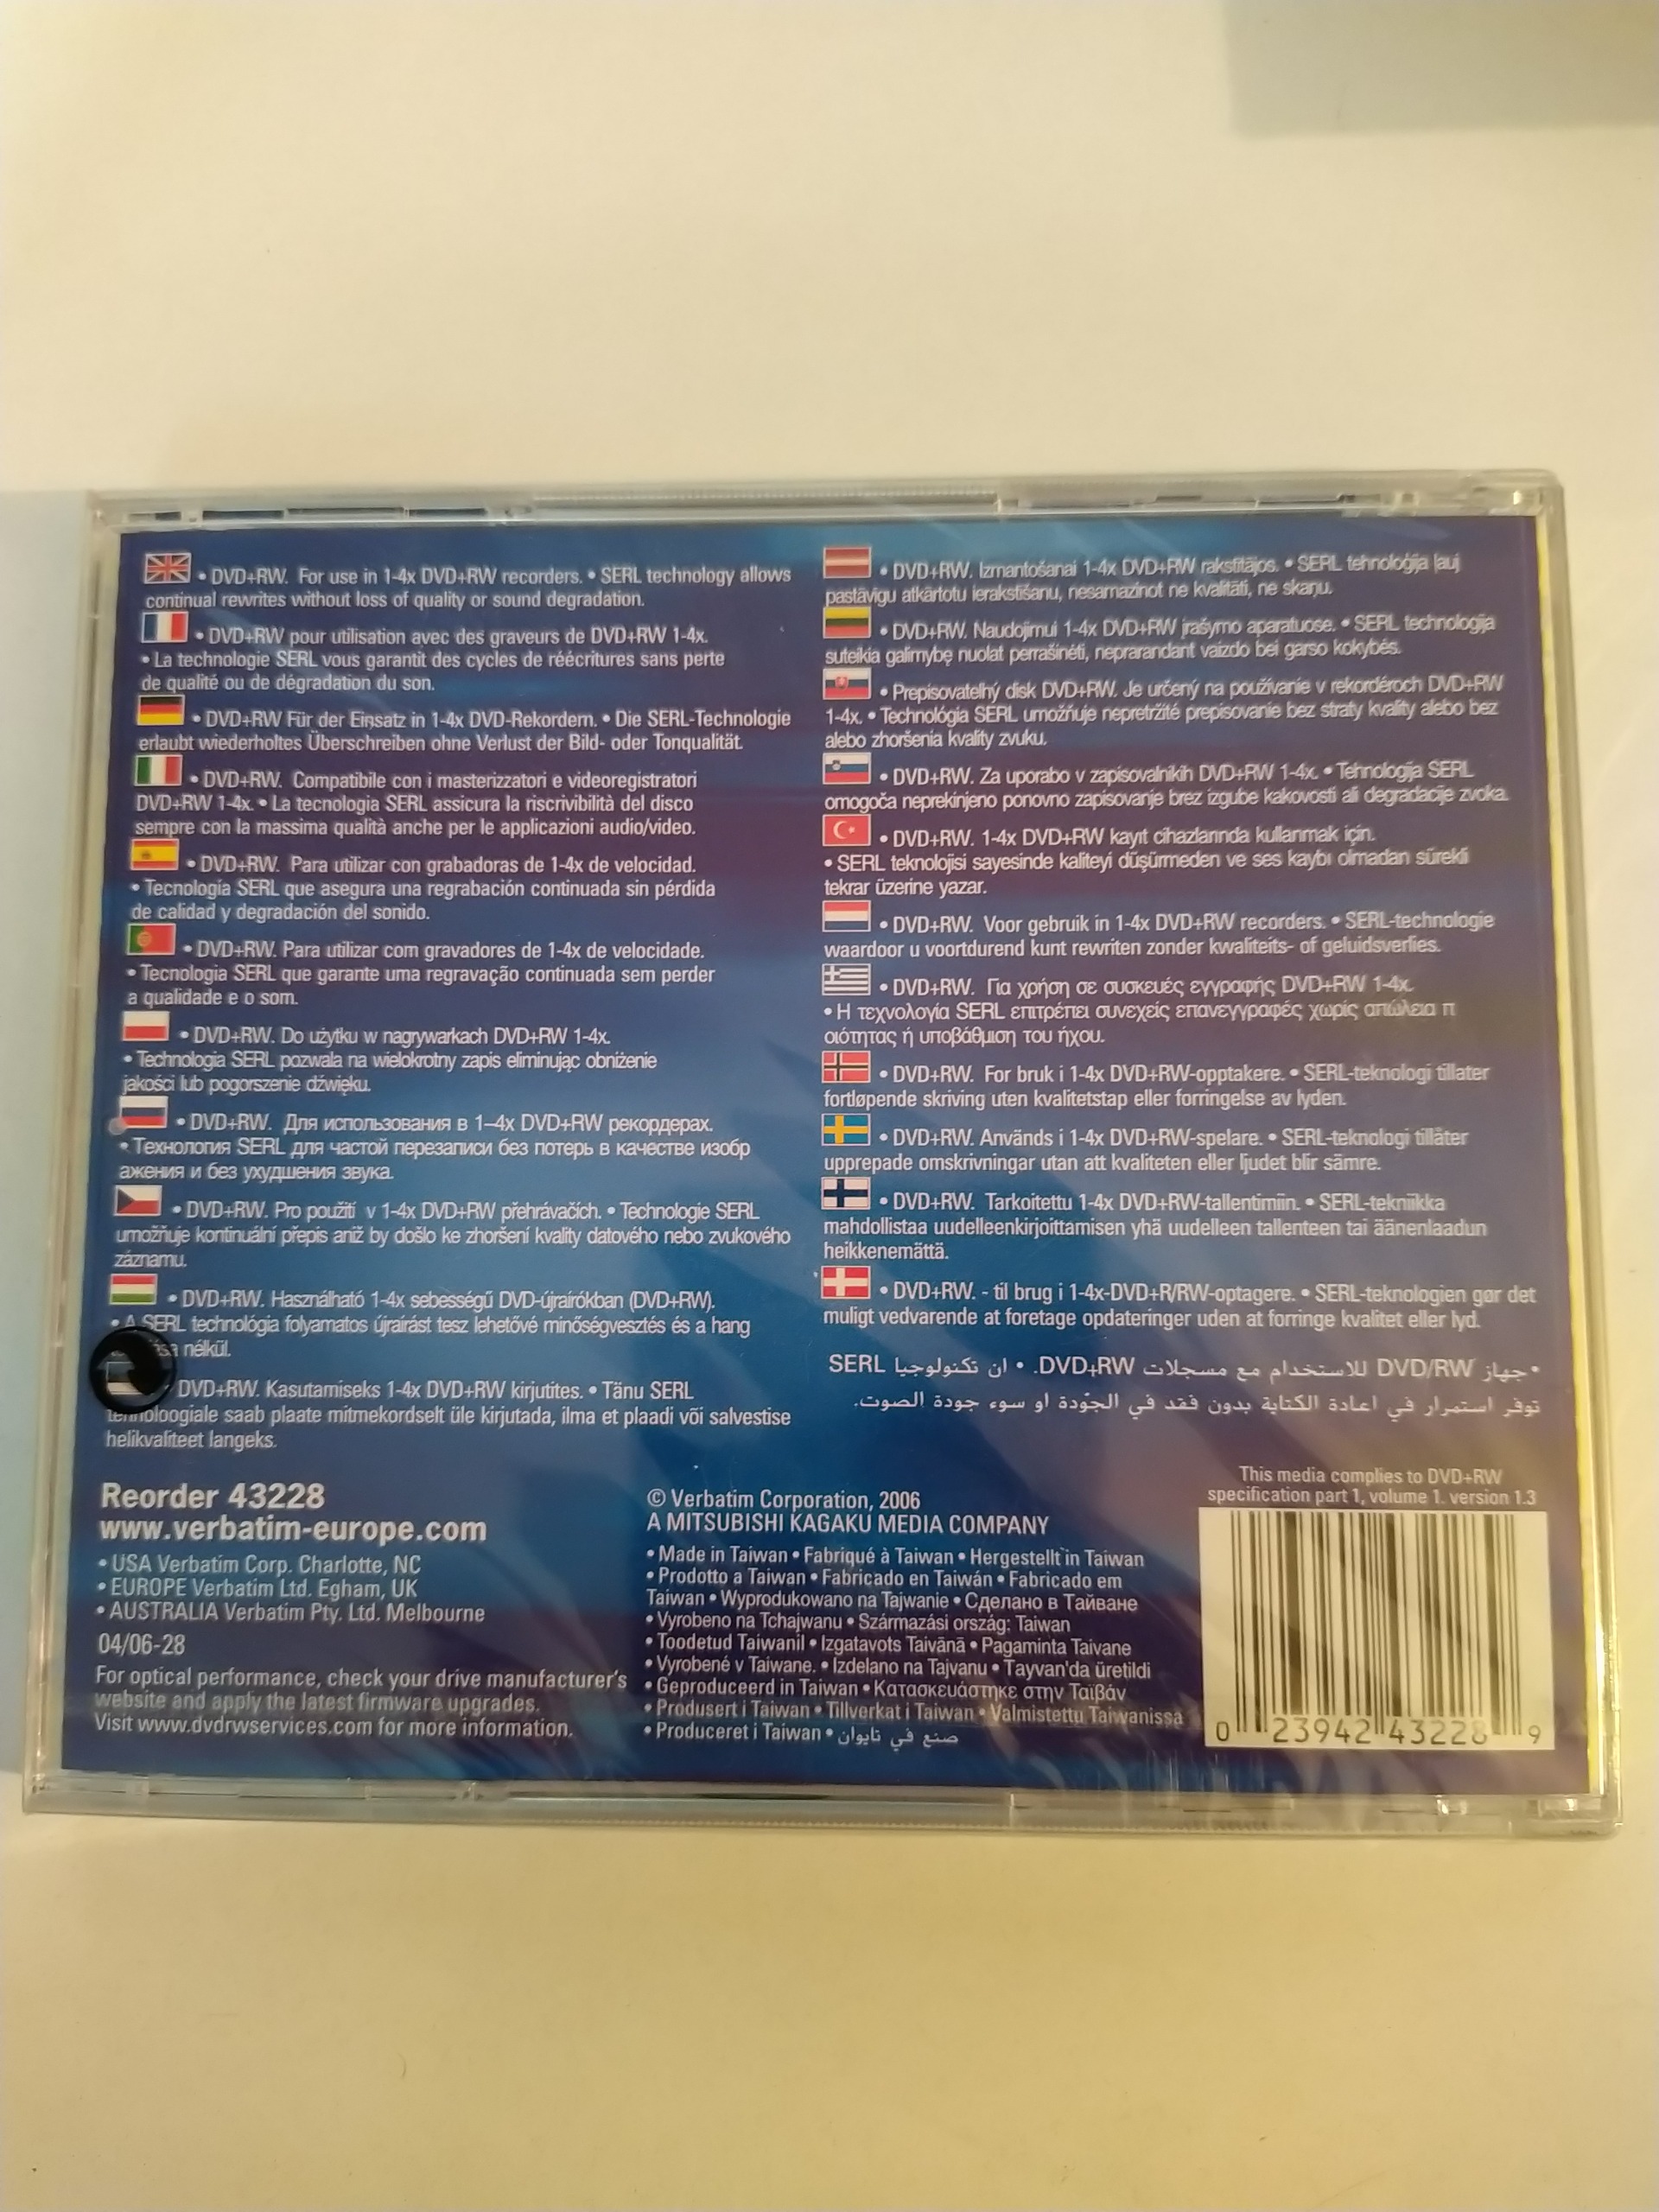 • DVD+RW. For use in 1-4x DVD+RW recorders. • SERL technology allows
continual rewrites without loss of quality or sound degradation.
• DVD+RW pour utilisation avec des graveurs de DVD+RW 1-4x.
• La technologie SERL vous garantit des cycles de réécritures sans perte
de qualité ou de dégradation du son.
• DVD+RW Für der Einsatz in 1-4x DVD-Rekordern. • Die SERL-Technologie
erlaubt wiederholtes Überschreiben ohne Verlust der Bild- oder Tonqualität.
• DVD+RW. Compatibile con i masterizzatori e videoregistratori
DVD+RW 1-4x. • La tecnologia SERL assicura la riscrivibilità del disco
sempre con la massima qualità anche per le applicazioni audio/video.
• DVD+RW. Para utilizar con grabadoras de 1-4x de velocidad.
• Tecnología SERL que asegura una regrabación continuada sin pérdida
de calidad y degradación del sonido.
• DVD+RW. Para utilizar com gravadores de 1-4x de velocidade.
• Tecnologia SERL que garante uma regravação continuada sem perder
a qualidade e o som.
• DVD+RW. Do użytku w nagrywarkach DVD+RW 1-4x.
• Technologia SERL pozwala na wielokrotny zapis eliminując obniżenie
jakości lub pogorszenie dźwięku.
• DVD+RW. Для использования в 1–4x DVD+RW рекордерах.
• Технология SERL для частой перезаписи без потерь в качестве изобр
ажения и без ухудшения звука.
• DVD+RW. Pro použití v 1-4x DVD+RW přehrávačích. • Technologie SERL
umožňuje kontinuální přepis aniž by došlo ke zhoršení kvality datového nebo zvukového
záznamu.
• DVD+RW. Használható 1-4x sebességű DVD-újraírókban (DVD+RW).
• A SERL technológia folyamatos újraírást tesz lehetővé minőségvesztés és a hang
nélkül.
DVD+RW. Kasutamiseks 1-4x DVD+RW kirjutites. • Tänu SERL
tehnoloogiale saab plaate mitmekordselt üle kirjutada, ilma et plaadi või salvestise
helikvaliteet langeks.
Reorder 43228
www.verbatim-europe.com
• USA Verbatim Corp. Charlotte, NC
• EUROPE Verbatim Ltd. Egham, UK
• AUSTRALIA Verbatim Pty. Ltd. Melbourne
04/06-28
For optical performance, check your drive manufacturer's
website and apply the latest firmware upgrades.
Visit www.dvdrwservices.com for more information.
• DVD+RW. Izmantošanai 1-4x DVD+RW rakstītājos. • SERL tehnoloģija ļauj
pastāvīgu atkārtotu ierakstīšanu, nesamazinot ne kvalitāti, ne skaņu.
• DVD+RW. Naudojimui 1-4x DVD+RW įrašymo aparatuose. • SERL technologija
suteikia galimybę nuolat perrašinėti, neprarandant vaizdo bei garso kokybės.
• Prepisovateľný disk DVD+RW. Je určený na používanie v rekordéroch DVD+RW
1-4x. • Technológia SERL umožňuje nepretržité prepisovanie bez straty kvality alebo bez
alebo zhoršenia kvality zvuku.
• DVD+RW. Za uporabo v zapisovalnikih DVD+RW 1-4x. • Tehnologija SERL
omogoča neprekinjeno ponovno zapisovanje brez izgube kakovosti ali degradacije zvoka.
• DVD+RW. 1-4x DVD+RW kayıt cihazlarında kullanmak için.
• SERL teknolojisi sayesinde kaliteyi düşürmeden ve ses kaybı olmadan sürekli
tekrar üzerine yazar.
• DVD+RW. Voor gebruik in 1-4x DVD+RW recorders. • SERL-technologie
waardoor u voortdurend kunt rewriten zonder kwaliteits- of geluidsverlies.
• DVD+RW. Για χρήση σε συσκευές εγγραφής DVD+RW 1-4x.
• Η τεχνολογία SERL επιτρέπει συνεχείς επανεγγραφές χωρίς απώλεια π
οιότητας ή υποβάθμιση του ήχου.
• DVD+RW. For bruk i 1-4x DVD+RW-opptakere. • SERL-teknologi tillater
fortløpende skriving uten kvalitetstap eller forringelse av lyden.
• DVD+RW. Används i 1-4x DVD+RW-spelare. • SERL-teknologi tillåter
upprepade omskrivningar utan att kvaliteten eller ljudet blir sämre.
• DVD+RW. Tarkoitettu 1-4x DVD+RW-tallentimiin. • SERL-tekniikka
mahdollistaa uudelleenkirjoittamisen yhä uudelleen tallenteen tai äänenlaadun
heikkenemättä.
• DVD+RW. - til brug i 1-4x-DVD+R/RW-optagere. • SERL-teknologien gør det
muligt vedvarende at foretage opdateringer uden at forringe kvalitet eller lyd.
•جهاز DVD/RW للاستخدام مع مسجلات DVD+RW. • ان تكنولوجيا SERL
توفر استمرار في اعادة الكتابة بدون فقد في الجوّدة او سوء جودة الصوت.
© Verbatim Corporation, 2006
A MITSUBISHI KAGAKU MEDIA COMPANY
• Made in Taiwan • Fabriqué à Taiwan • Hergestellt in Taiwan
• Prodotto a Taiwan • Fabricado en Taiwán • Fabricado em
Taiwan • Wyprodukowano na Tajwanie • Сделано в Тайване
• Vyrobeno na Tchajwanu • Származási ország: Taiwan
• Toodetud Taiwanil • Izgatavots Taivānā • Pagaminta Taivane
• Vyrobené v Taiwane. • Izdelano na Tajvanu • Tayvan'da üretildi
• Geproduceerd in Taiwan • Κατασκευάστηκε στην Ταϊβάν
• Produsert i Taiwan • Tillverkat i Taiwan • Valmistettu Taiwanissa
• Produceret i Taiwan • صنع في تايوان
This media complies to DVD+RW
specification part 1, volume 1. version 1.3
0 23942 43228 9